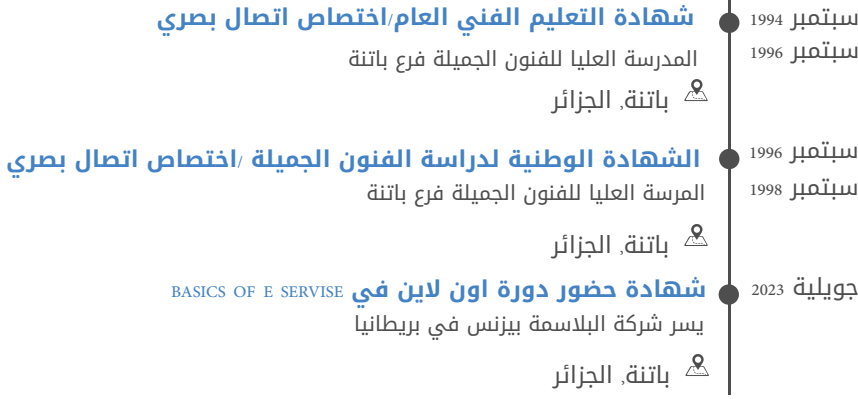 سبتمبر 1994
سبتمبر 1996
شهادة التعليم الفني العام/اختصاص اتصال بصري
المدرسة العليا للفنون الجميلة فرع باتنة
باتنة, الجزائر
سبتمبر 1996
سبتمبر 1998
الشهادة الوطنية لدراسة الفنون الجميلة /اختصاص اتصال بصري
المرسة العليا للفنون الجميلة فرع باتنة
باتنة, الجزائر
جويلية 2023
شهادة حضور دورة اون لاين في BASICS OF E SERVISE
يسر شركة البلاسمة بيزنس في بريطانيا
باتنة, الجزائر